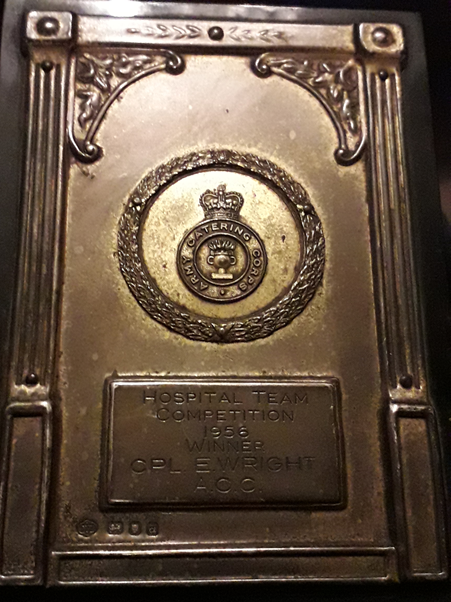 ARMY CATERING CORPS
HOSPITAL TEAM
COMPETITION
1956
WINNER
CPL. E. WRIGHT
A.C.C.